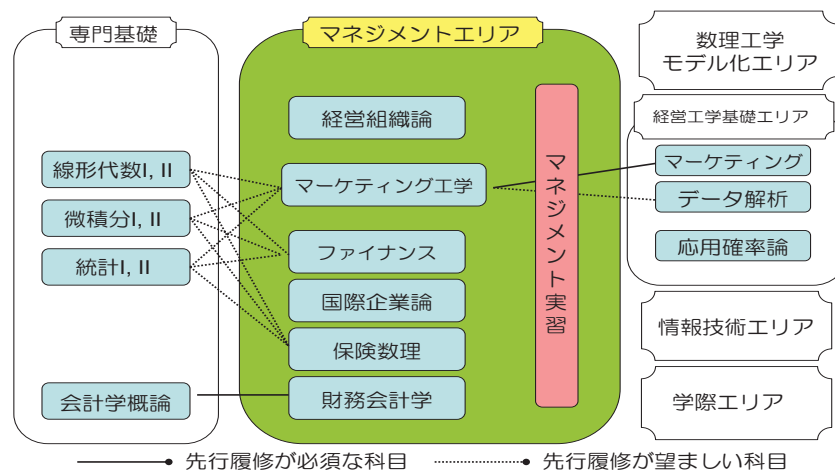 専門基礎
線形代数I, II
微積分I, II
統計I, II
会計学概論
マネジメントエリア
経営組織論
マーケティング工学
ファイナンス
国際企業論
保険数理
財務会計学
マネジメント実習
数理工学
モデル化エリア
経営工学基礎エリア
マーケティング
データ解析
応用確率論
情報技術エリア
学際エリア
先行履修が必須な科目
先行履修が望ましい科目